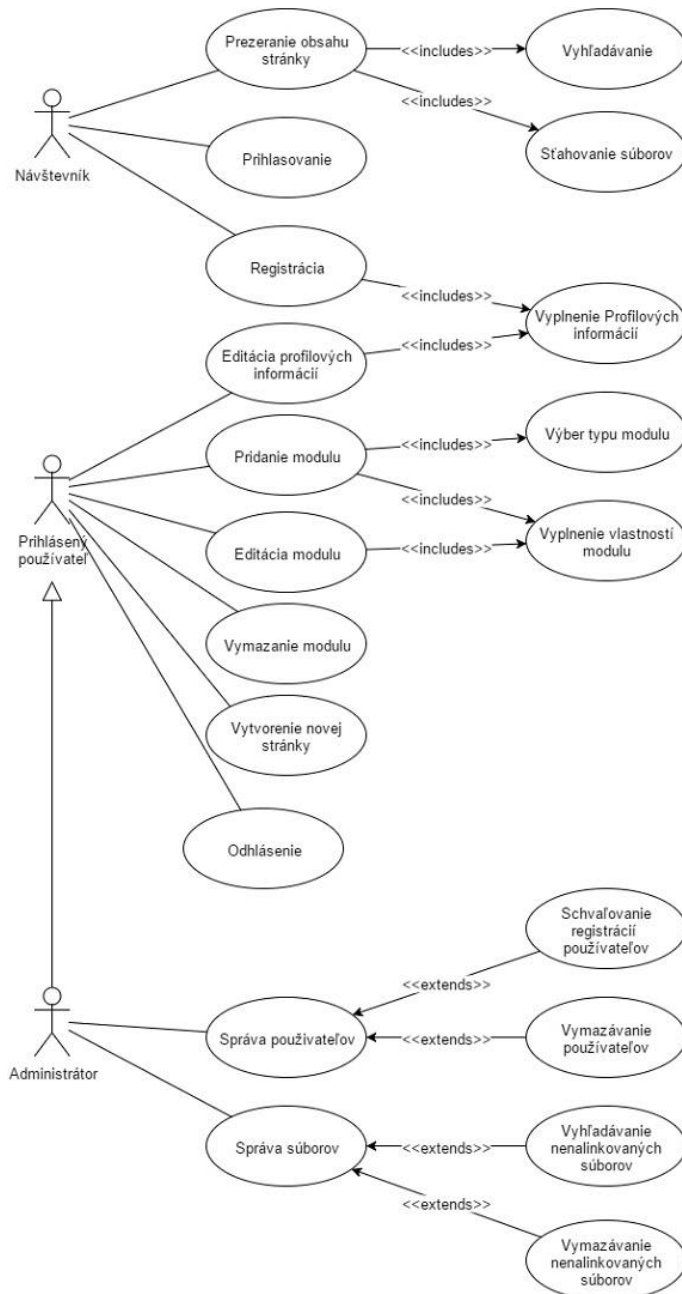 Prezeranie obsahu
stránky
<<includes>>
Vyhľadávanie
<<includes>>
Návštevník
Prihlasovanie
Sťahovanie súborov
Registrácia
<<includes>>
Vyplnenie Profilových
informácií
Editácia profilových
informácií
<<includes>>
Pridanie modulu
<<includes>>
Výber typu modulu
<<includes>>
Prihlásený
používateľ
Editácia modulu
<<includes>>
Vyplnenie vlastností
modulu
Vymazanie modulu
Vytvorenie novej
stránky
Odhlásenie
Schvaľovanie
registrácií
používateľov
<<extends>>
Administrátor
Správa použivateľov
<<extends>>
Vymazávanie
používateľov
Správa súborov
<<extends>>
Vyhľadávanie
nenalinkovaných
súborov
<<extends>>
Vymazávanie
nenalinkovaných
súborov